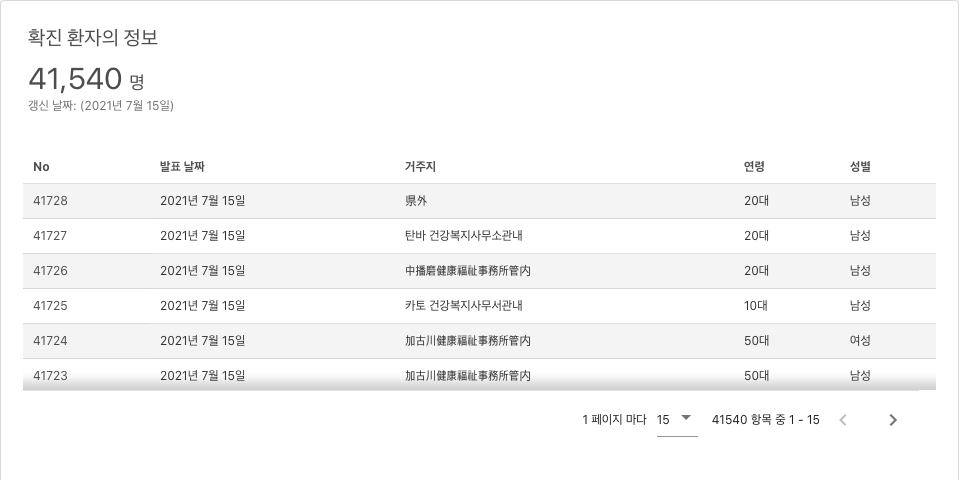 확진 환자의 정보
41,540 명
갱신 날짜: (2021년 7월 15일)
No 발표 날짜 거주지 연령 성별
41728 2021년 7월 15일 県外 20대 남성
41727 2021년 7월 15일 탄바 건강복지사무소관내 20대 남성
41726 2021년 7월 15일 中播磨健康福祉事務所管内 20대 남성
41725 2021년 7월 15일 카토 건강복지사무서관내 10대 남성
41724 2021년 7월 15일 加古川健康福祉事務所管内 50대 여성
41723 2021년 7월 15일 加古川健康福祉事務所管内 50대 남성
1 페이지 마다 15 41540 항목 중 1 - 15